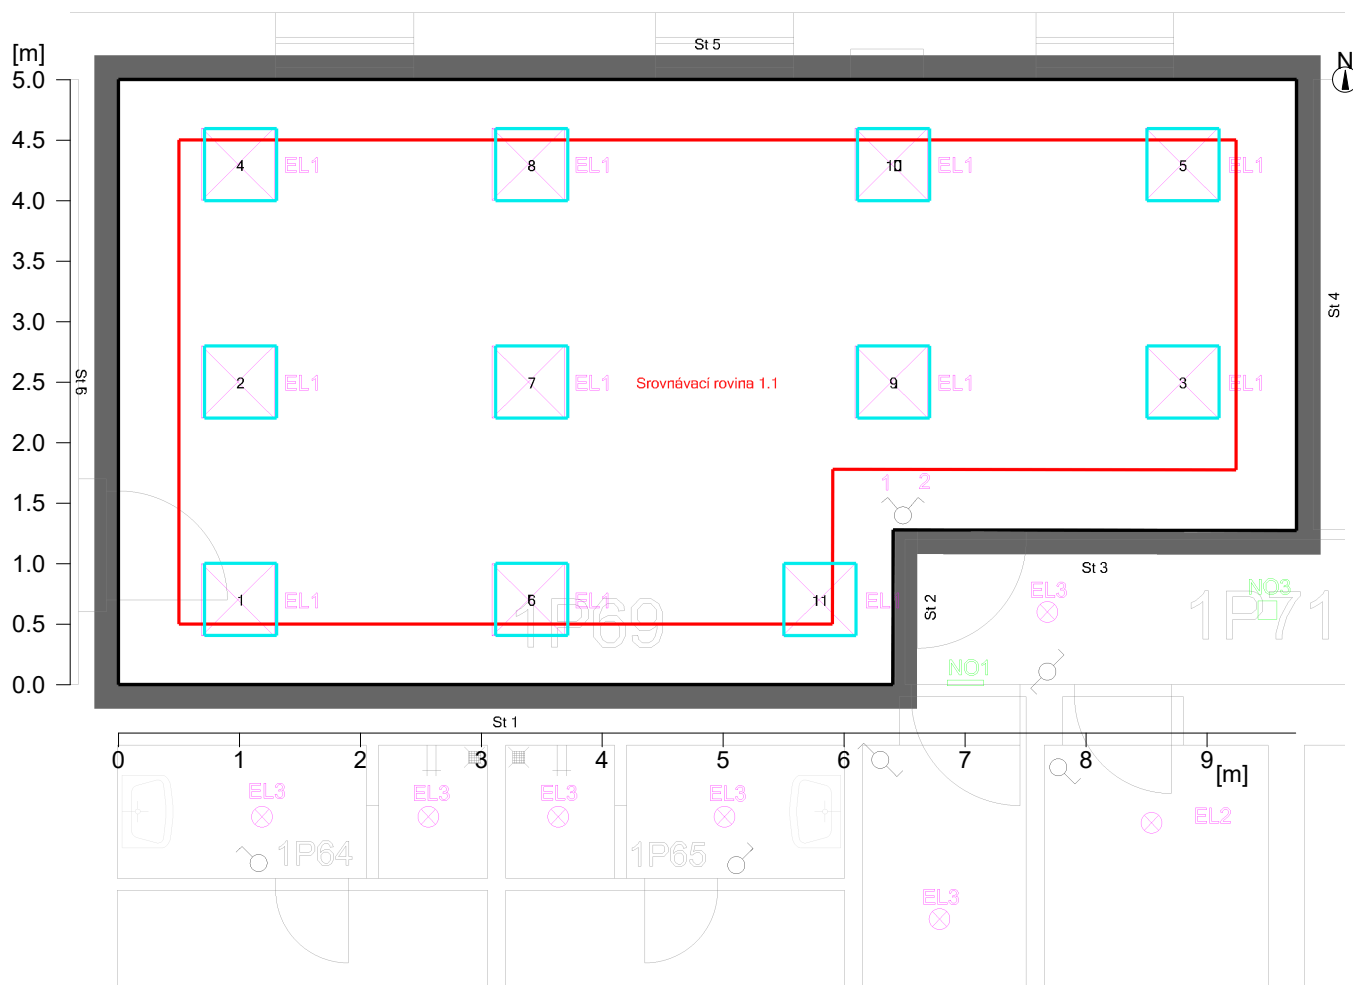 St 5
[m]
N
5.0
4.5
4 EL1 8 EL1 10 EL1 5 EL1
4.0
3.5
St 4
3.0
2.5
St 6
2 EL1 7 EL1 Srovnávací rovina 1.1 9 EL1 3 EL1
2.0
1.5
1 2
1.0
St 3
1 EL1 6 EL1 11 EL1
1P69
St 2
EL3
NO3
1P71
0.5
NO1
0.0
St 1
0 1 2 3 4 5 6 7 8 9 [m]
EL3 EL3 EL3 EL3
EL2
1P64 1P65
EL3